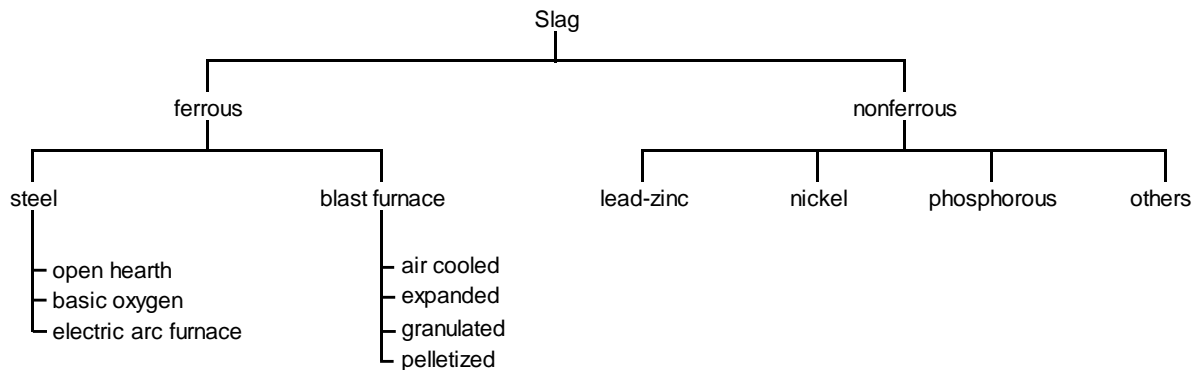 Slag
ferrous
nonferrous
steel
blast furnace
lead-zinc
nickel
phosphorous
others
open hearth
basic oxygen
electric arc furnace
air cooled
expanded
granulated
pelletized